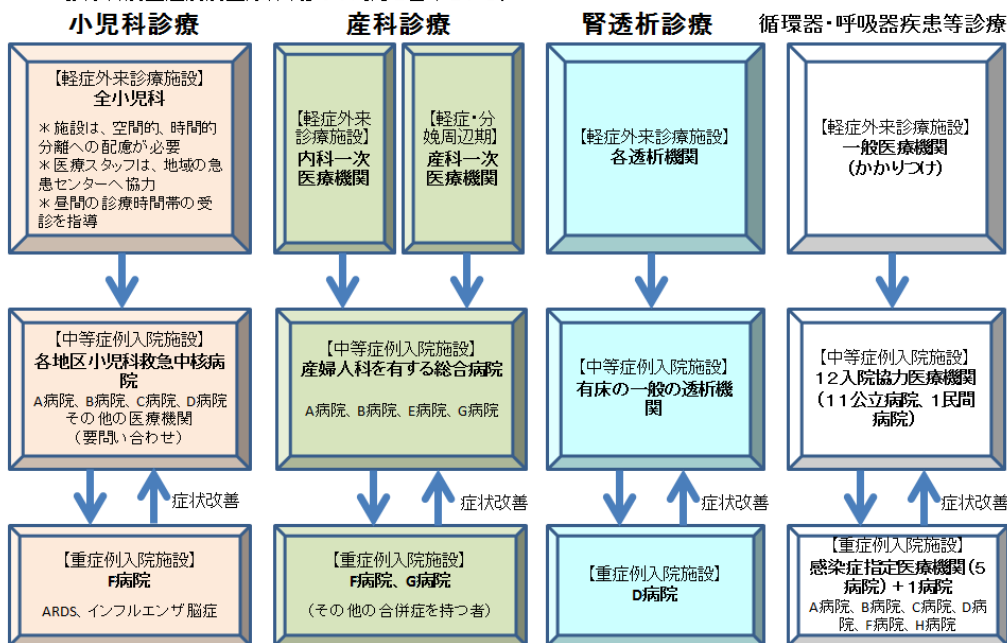 小児科診療
産科診療
腎透析診療
循環器・呼吸器疾患等診療
【軽症外来診療施設】
全小児科
＊施設は、空間的、時間的
分離への配慮が必要
＊医療スタッフは、地域の急
患センターへ協力
＊昼間の診療時間帯の受
診を指導
【軽症外来
診療施設】
内科一次
医療機関
【軽症・分
娩周辺期】
産科一次
医療機関
【軽症外来診療施設】
各透析機関
【軽症外来診療施設】
一般医療機関
(かかりつけ)
【中等症例入院施設】
各地区小児科救急中核病
院
A病院、B病院、C病院、D病院
その他の医療機関
（要問い合わせ）
【中等症例入院施設】
産婦人科を有する総合病院
A病院、B病院、E病院、G病院
【中等症例入院施設】
有床の一般の透析機
関
【中等症例入院施設】
１２入院協力医療機関
（１１公立病院、１民間
病院）
症状改善
症状改善
症状改善
症状改善
【重症例入院施設】
F病院
ARDS、インフルエンザ脳症
【重症例入院施設】
F病院、G病院
（その他の合併症を持つ者）
【重症例入院施設】
D病院
【重症例入院施設】
感染症指定医療機関（５
病院）＋１病院
A病院、B病院、C病院、D病
院、F病院、H病院